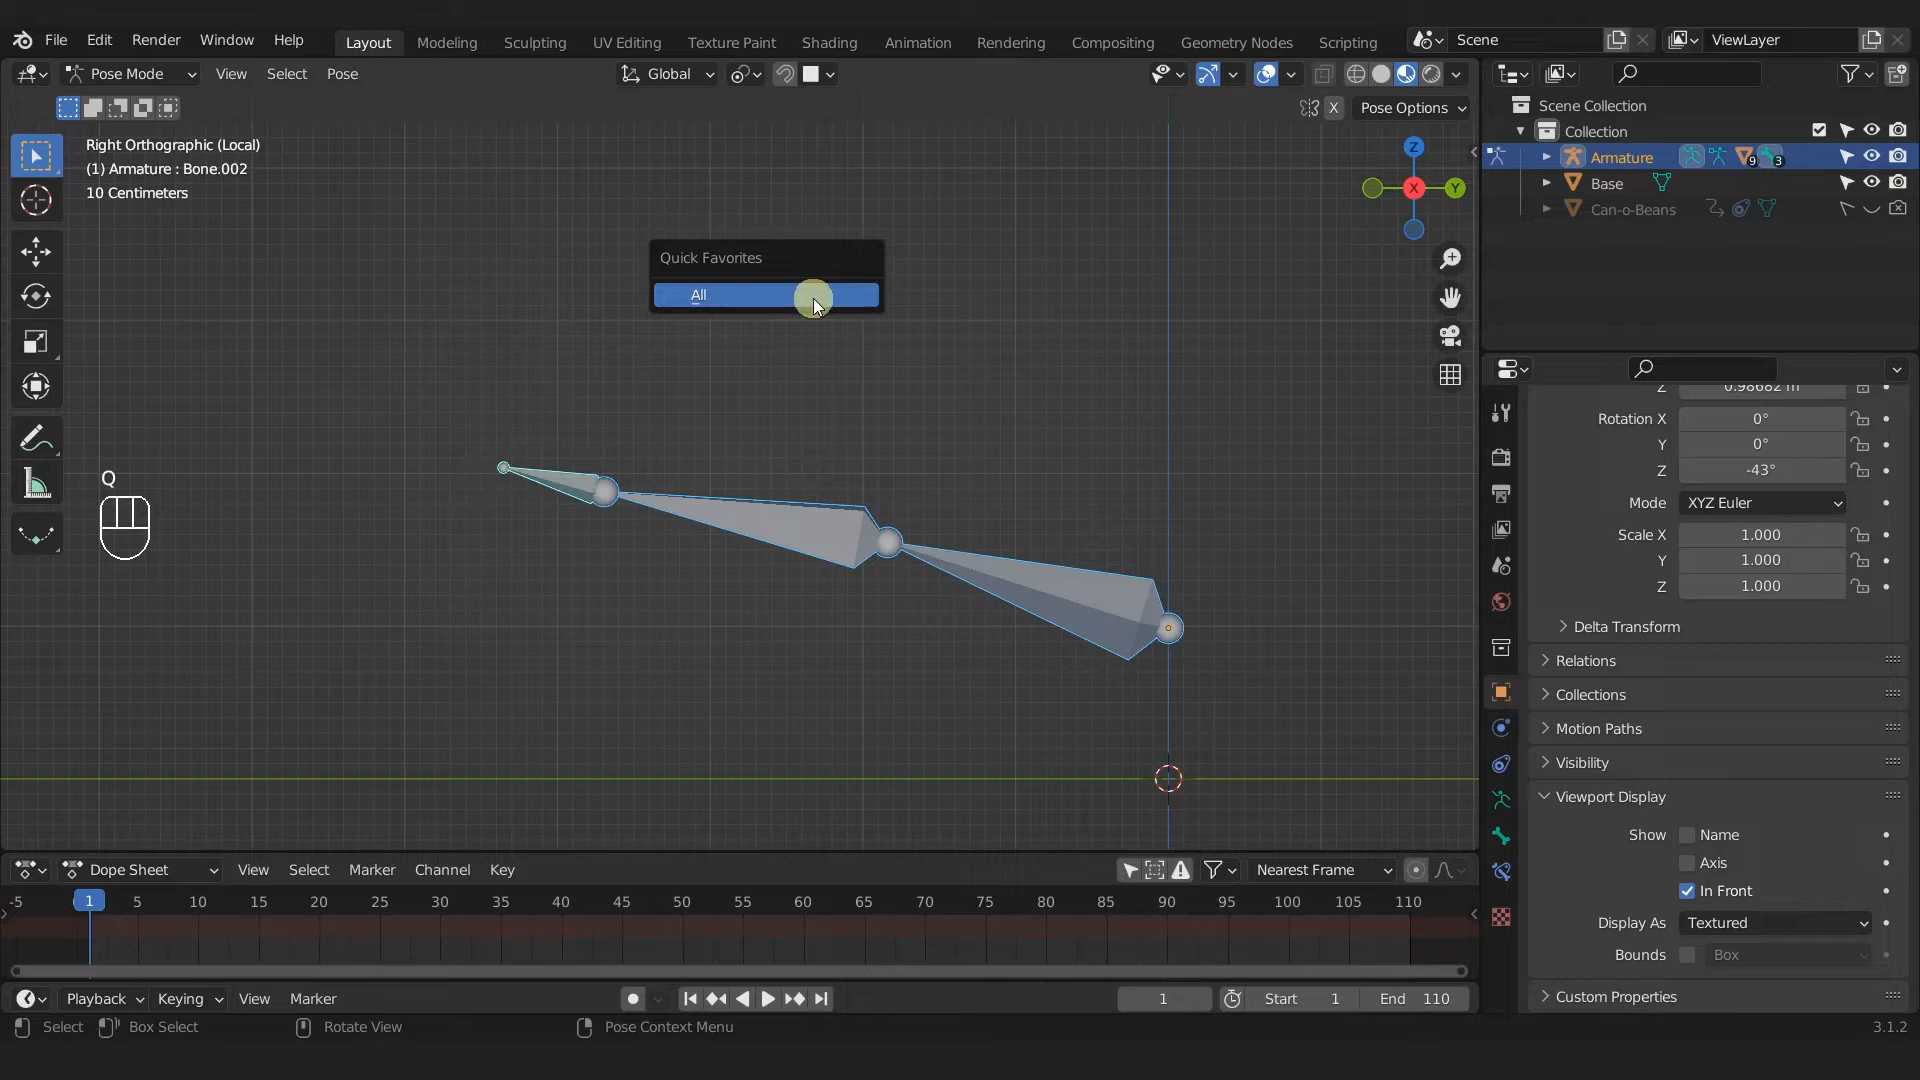 File Edit Render Window Help Layout Modeling Sculpting UV Editing Texture Paint Shading Animation Rendering Compositing Geometry Nodes Scripting Scene ViewLayer
Pose Mode View Select Pose Global
X Pose Options
Right Orthographic (Local)
(1) Armature : Bone.002
10 Centimeters
Z
X
Y
Quick Favorites
All
Q
Scene Collection
Collection
Armature 9 3
Base
Can-o-Beans
Z 0.98682 m
Rotation X 0°
Y 0°
Z -43°
Mode XYZ Euler
Scale X 1.000
Y 1.000
Z 1.000
Delta Transform
Relations
Collections
Motion Paths
Visibility
Viewport Display
Show Name
Axis
In Front
Display As Textured
Bounds Box
Custom Properties
Dope Sheet View Select Marker Channel Key Nearest Frame
-5 1 5 10 15 20 25 30 35 40 45 50 55 60 65 70 75 80 85 90 95 100 105 110
Playback Keying View Marker 1 Start 1 End 110
Select Box Select Rotate View Pose Context Menu 3.1.2